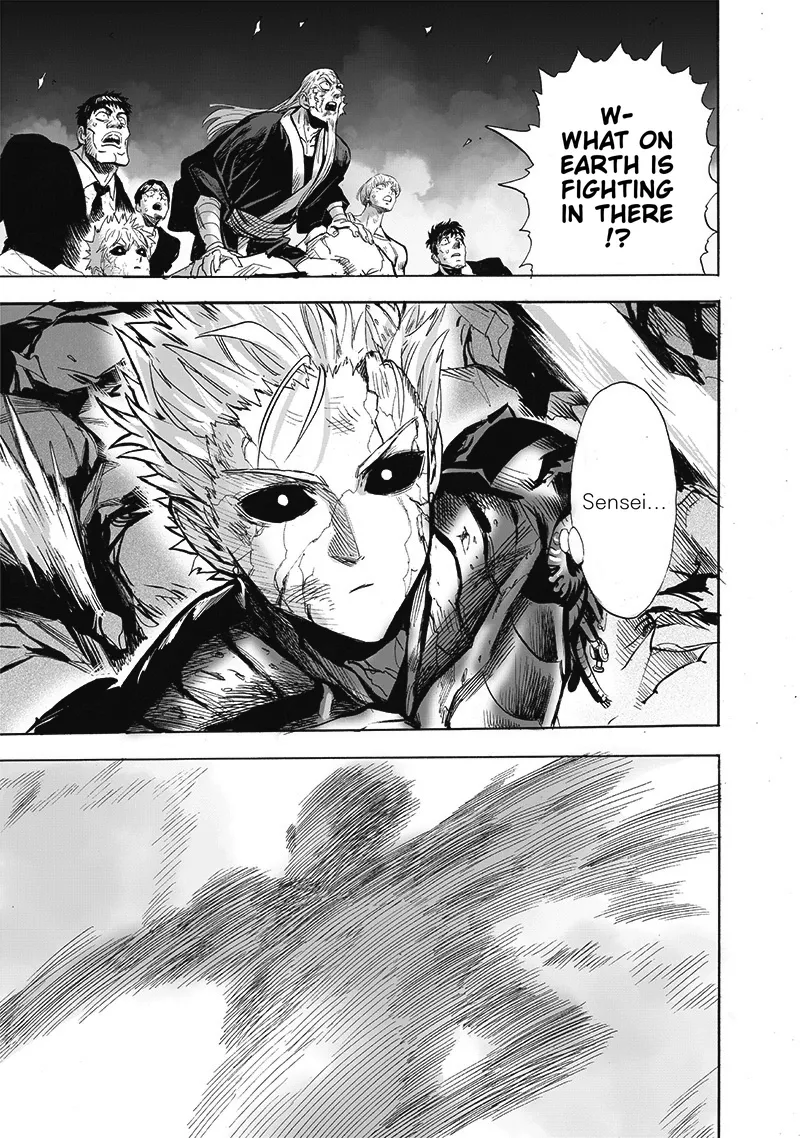 W-
WHAT ON
EARTH IS
FIGHTING
IN THERE
!?
Sensei...